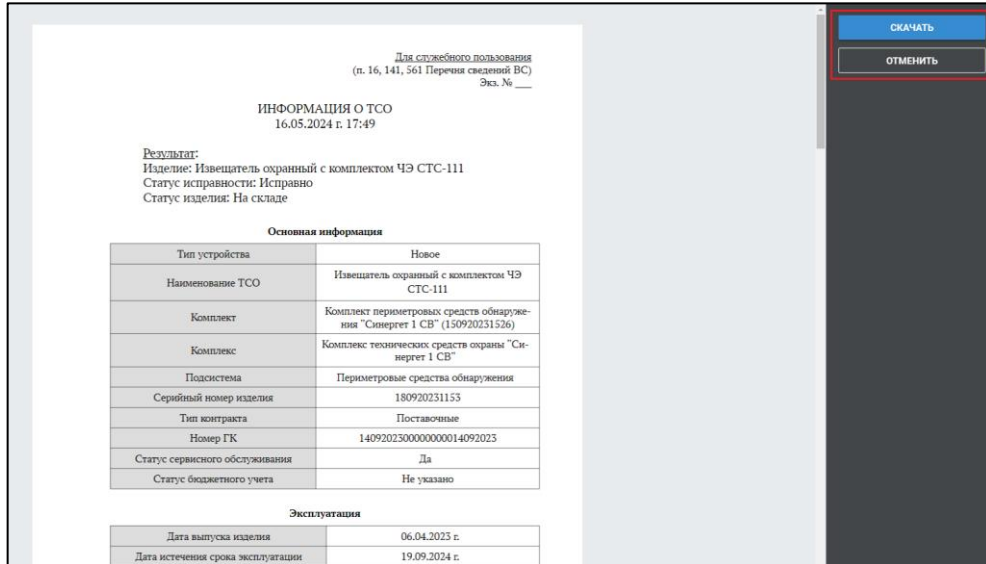 СКАЧАТЬ
ОТМЕНИТЬ
Для служебного пользования
(п. 16, 141, 561 Перечня сведений ВС)
Экз. № ___
ИНФОРМАЦИЯ О ТСО
16.05.2024 г. 17:49
Результат:
Изделие: Извещатель охранный с комплектом ЧЭ СТС-111
Статус исправности: Исправно
Статус изделия: На складе
Основная информация
Тип устройства Новое
Наименование ТСО Извещатель охранный с комплектом ЧЭ
СТС-111
Комплект Комплект периметровых средств обнаруже-
ния "Синергет 1 СВ" (150920231526)
Комплекс Комплекс технических средств охраны "Си-
нергет 1 СВ"
Подсистема Периметровые средства обнаружения
Серийный номер изделия 180920231153
Тип контракта Поставочные
Номер ГК 1409202300000000014092023
Статус сервисного обслуживания Да
Статус бюджетного учета Не указано
Эксплуатация
Дата выпуска изделия 06.04.2023 г.
Дата истечения срока эксплуатации 19.09.2024 г.